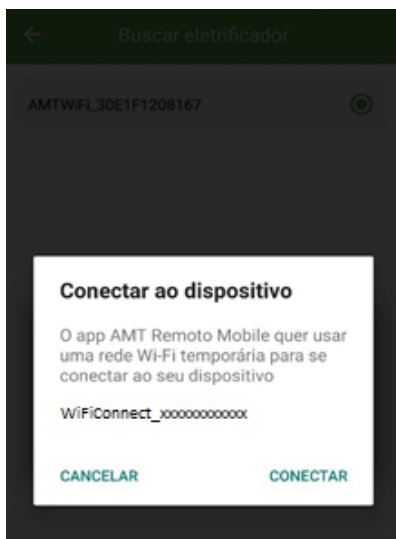 Buscar eletrificador
AMTWiFi_30E1F1208167
Conectar ao dispositivo
O app AMT Remoto Mobile quer usar
uma rede Wi-Fi temporária para se
conectar ao seu dispositivo
WiFiConnect_xxxxxxxxxxxx
CANCELAR CONECTAR